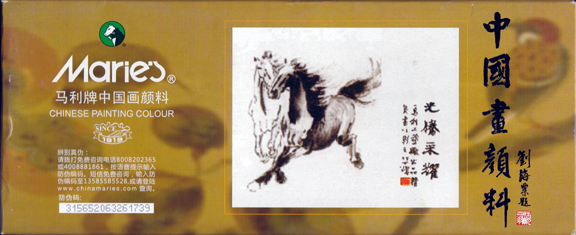 Marie's®
马利牌中国画颜料
CHINESE PAINTING COLOUR
SINCE
1919
辨别真伪：
请拨打免费咨询电话8008202365
或4008881861，按语音提示输入
防伪编码。短信免费咨询，输入防
伪编码至13585585528，或请登陆
www.chinamaries.com 查询。
防伪码：
315652063261739
光采耀
中國畫顔料
劉海粟題